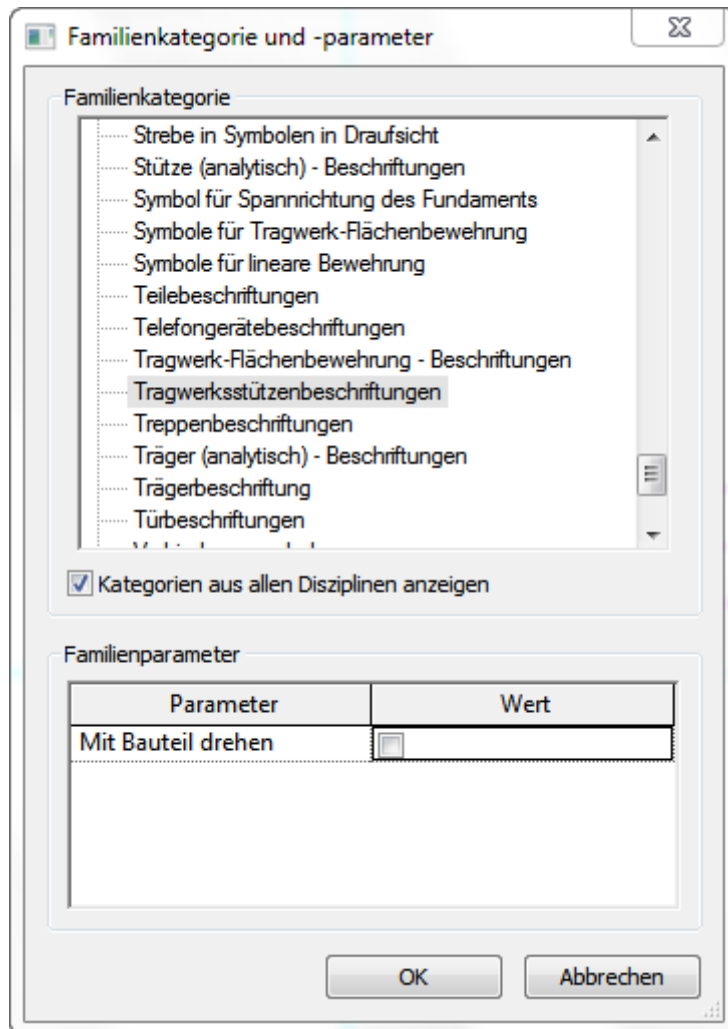 Familienkategorie und -parameter
Familienkategorie
Strebe in Symbolen in Draufsicht
Stütze (analytisch) - Beschriftungen
Symbol für Spannrichtung des Fundaments
Symbole für Tragwerk-Flächenbewehrung
Symbole für lineare Bewehrung
Teilebeschriftungen
Telefongerätebeschriftungen
Tragwerk-Flächenbewehrung - Beschriftungen
Tragwerksstützenbeschriftungen
Treppenbeschriftungen
Träger (analytisch) - Beschriftungen
Trägerbeschriftung
Türbeschriftungen
Kategorien aus allen Disziplinen anzeigen
Familienparameter
Parameter Wert
Mit Bauteil drehen
OK Abbrechen